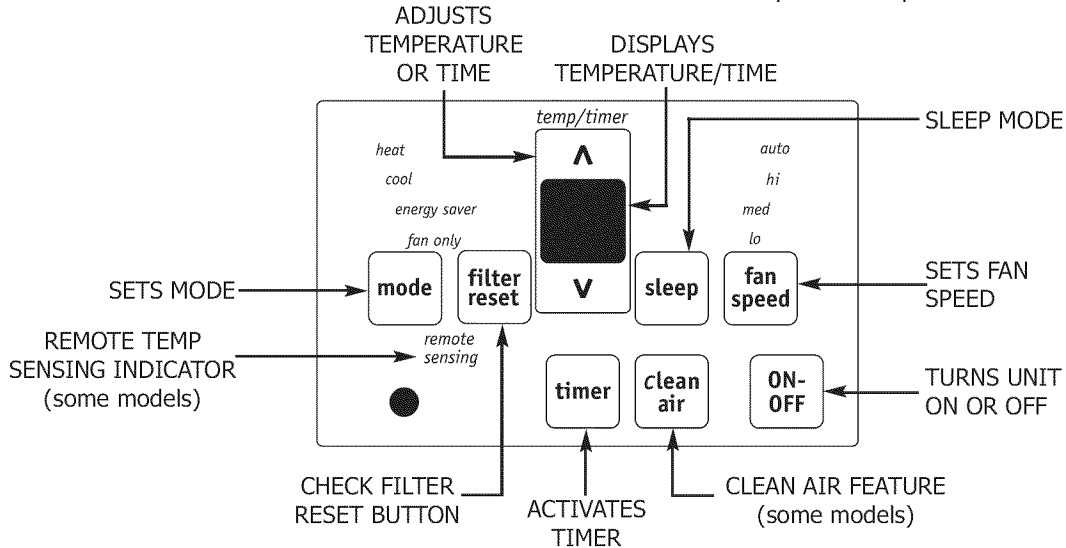 ADJUSTS
TEMPERATURE
OR TIME
DISPLAYS
TEMPERATURE/TIME
SLEEP MODE
temp/timer
heat
cool
energy saver
fan only
auto
hi
med
lo
SETS MODE
mode
filter
reset
sleep
fan
speed
SETS FAN
SPEED
REMOTE TEMP
SENSING INDICATOR
(some models)
remote
sensing
timer
clean
air
ON-
OFF
TURNS UNIT
ON OR OFF
CHECK FILTER
RESET BUTTON
ACTIVATES
TIMER
CLEAN AIR FEATURE
(some models)